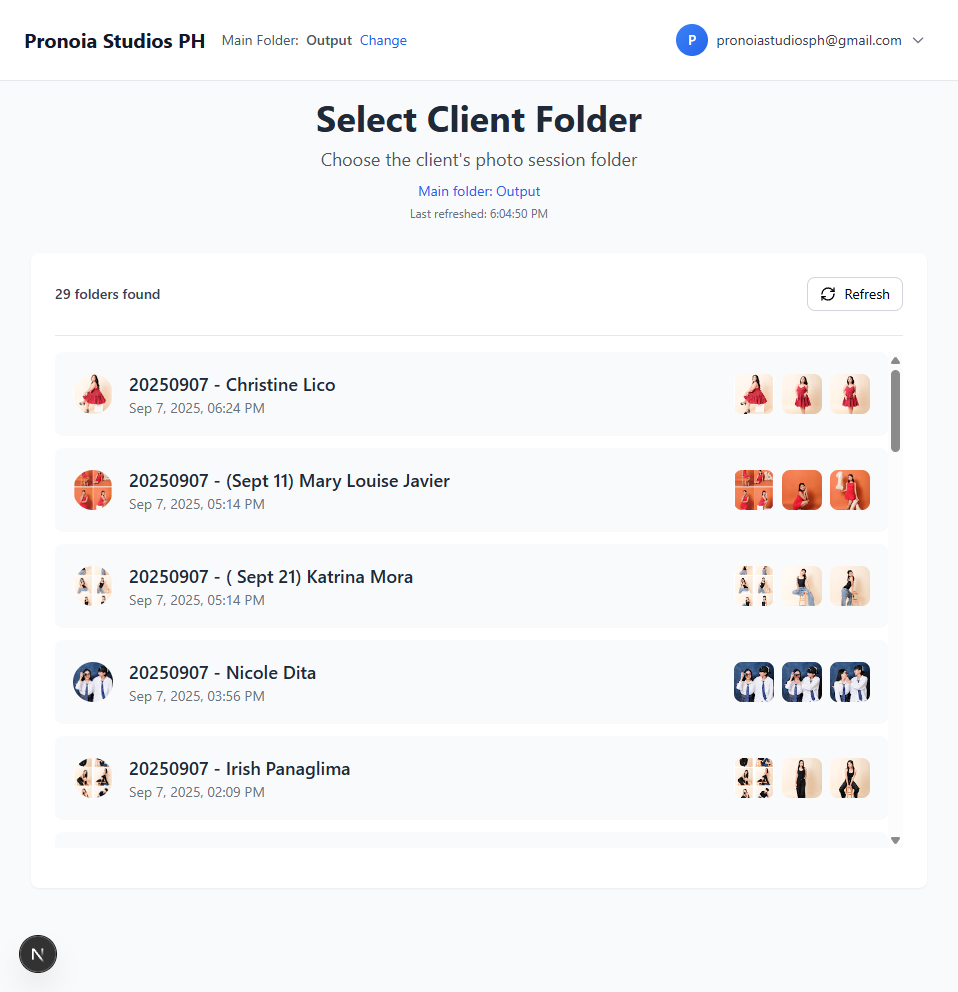 Pronoia Studios PH Main Folder: Output Change P pronoiastudiosph@gmail.com
Select Client Folder
Choose the client's photo session folder
Main folder: Output
Last refreshed: 6:04:50 PM
29 folders found Refresh
20250907 - Christine Lico
Sep 7, 2025, 06:24 PM
20250907 - (Sept 11) Mary Louise Javier
Sep 7, 2025, 05:14 PM
20250907 - ( Sept 21) Katrina Mora
Sep 7, 2025, 05:14 PM
20250907 - Nicole Dita
Sep 7, 2025, 03:56 PM
20250907 - Irish Panaglima
Sep 7, 2025, 02:09 PM
N